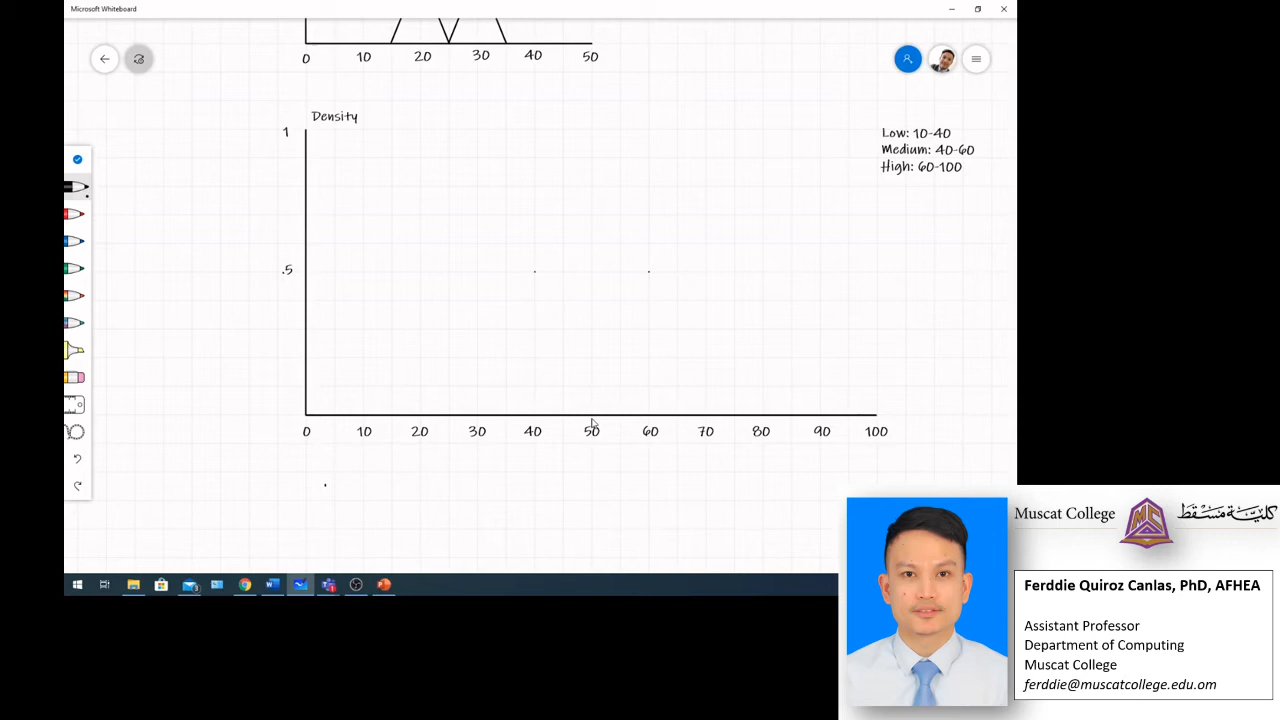 Microsoft Whiteboard
0 10 20 30 40 50
Density
1
.5
0 10 20 30 40 50 60 70 80 90 100
Low: 10-40
Medium: 40-60
High: 60-100
Muscat College
كلية مسقط
MC
Ferddie Quiroz Canlas, PhD, AFHEA
Assistant Professor
Department of Computing
Muscat College
ferddie@muscatcollege.edu.om